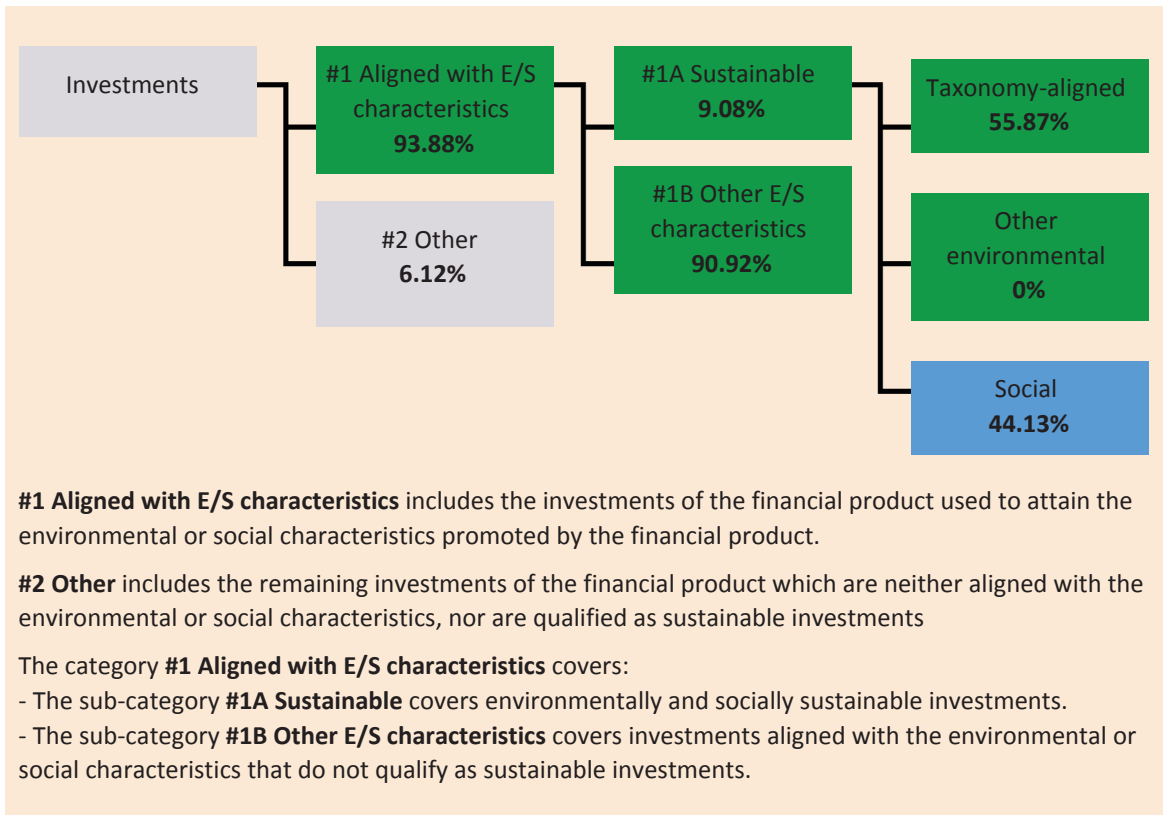 Investments
#1 Aligned with E/S
characteristics
93.88%
#2 Other
6.12%
#1A Sustainable
9.08%
#1B Other E/S
characteristics
90.92%
Taxonomy-aligned
55.87%
Other
environmental
0%
Social
44.13%
#1 Aligned with E/S characteristics includes the investments of the financial product used to attain the
environmental or social characteristics promoted by the financial product.
#2 Other includes the remaining investments of the financial product which are neither aligned with the
environmental or social characteristics, nor are qualified as sustainable investments
The category #1 Aligned with E/S characteristics covers:
- The sub-category #1A Sustainable covers environmentally and socially sustainable investments.
- The sub-category #1B Other E/S characteristics covers investments aligned with the environmental or
social characteristics that do not qualify as sustainable investments.